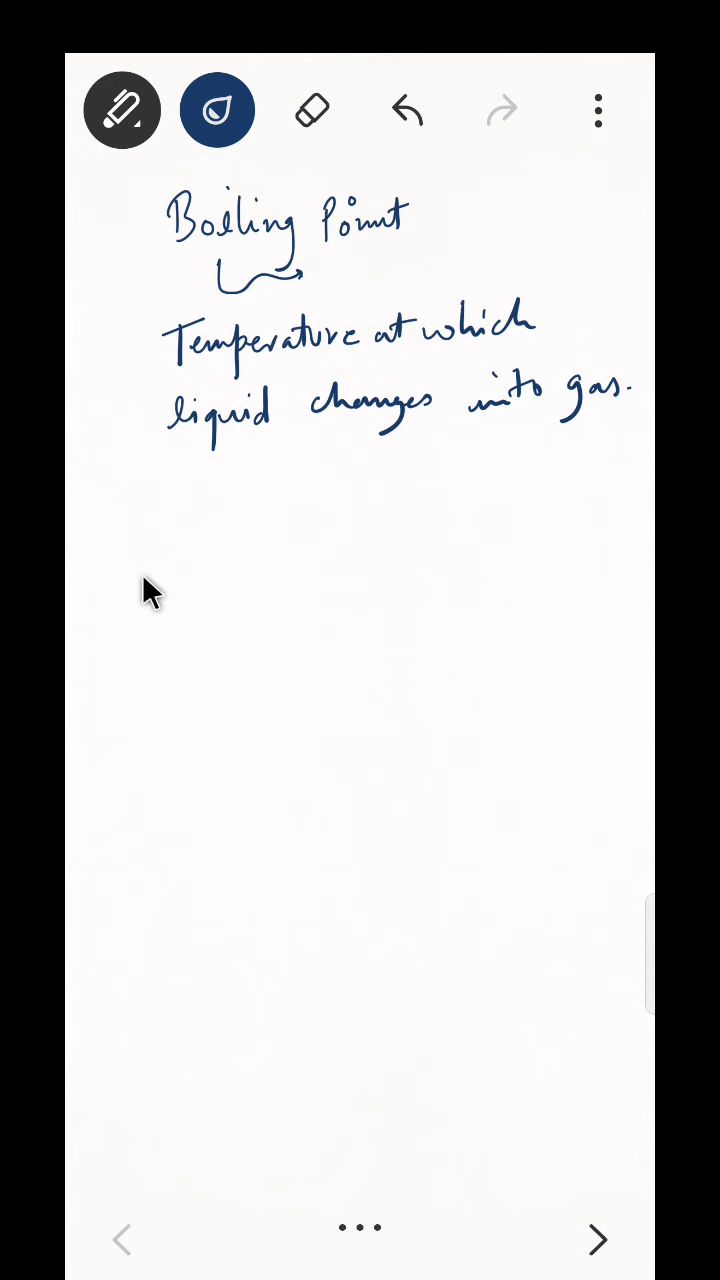 Boiling Point
Temperature at which
liquid changes into gas.